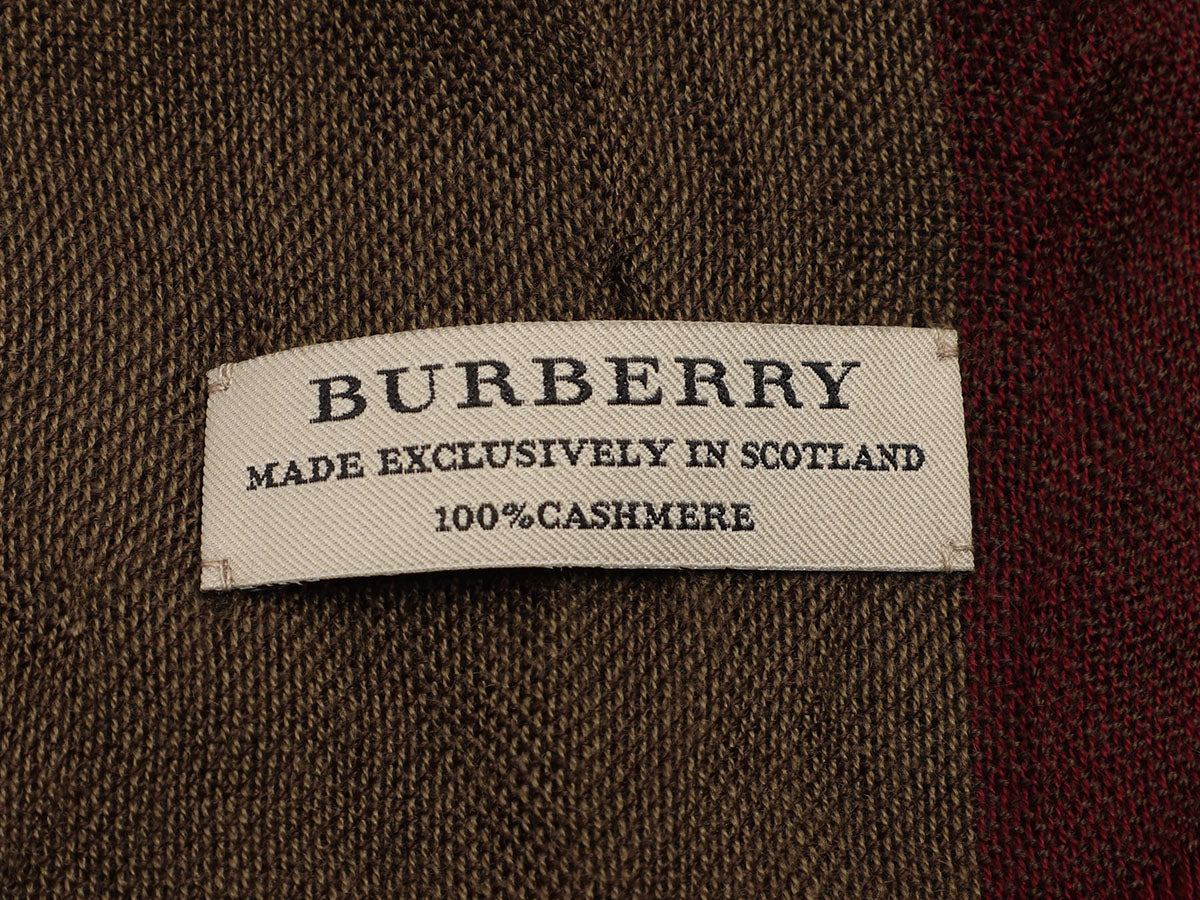 BURBERRY
MADE EXCLUSIVELY IN SCOTLAND
100%CASHMERE